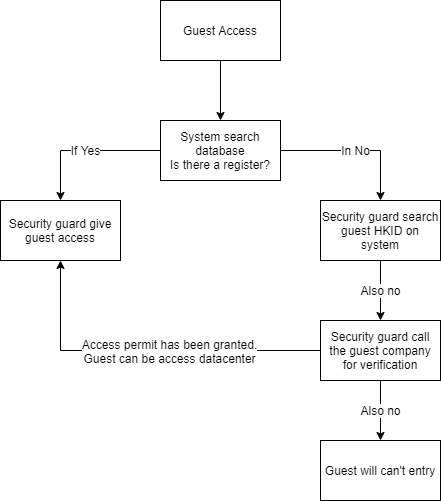 Guest Access
System search
database
Is there a register?
If Yes
In No
Security guard give
guest access
Security guard search
guest HKID on
system
Also no
Access permit has been granted.
Guest can be access datacenter
Security guard call
the guest company
for verification
Also no
Guest will can't entry